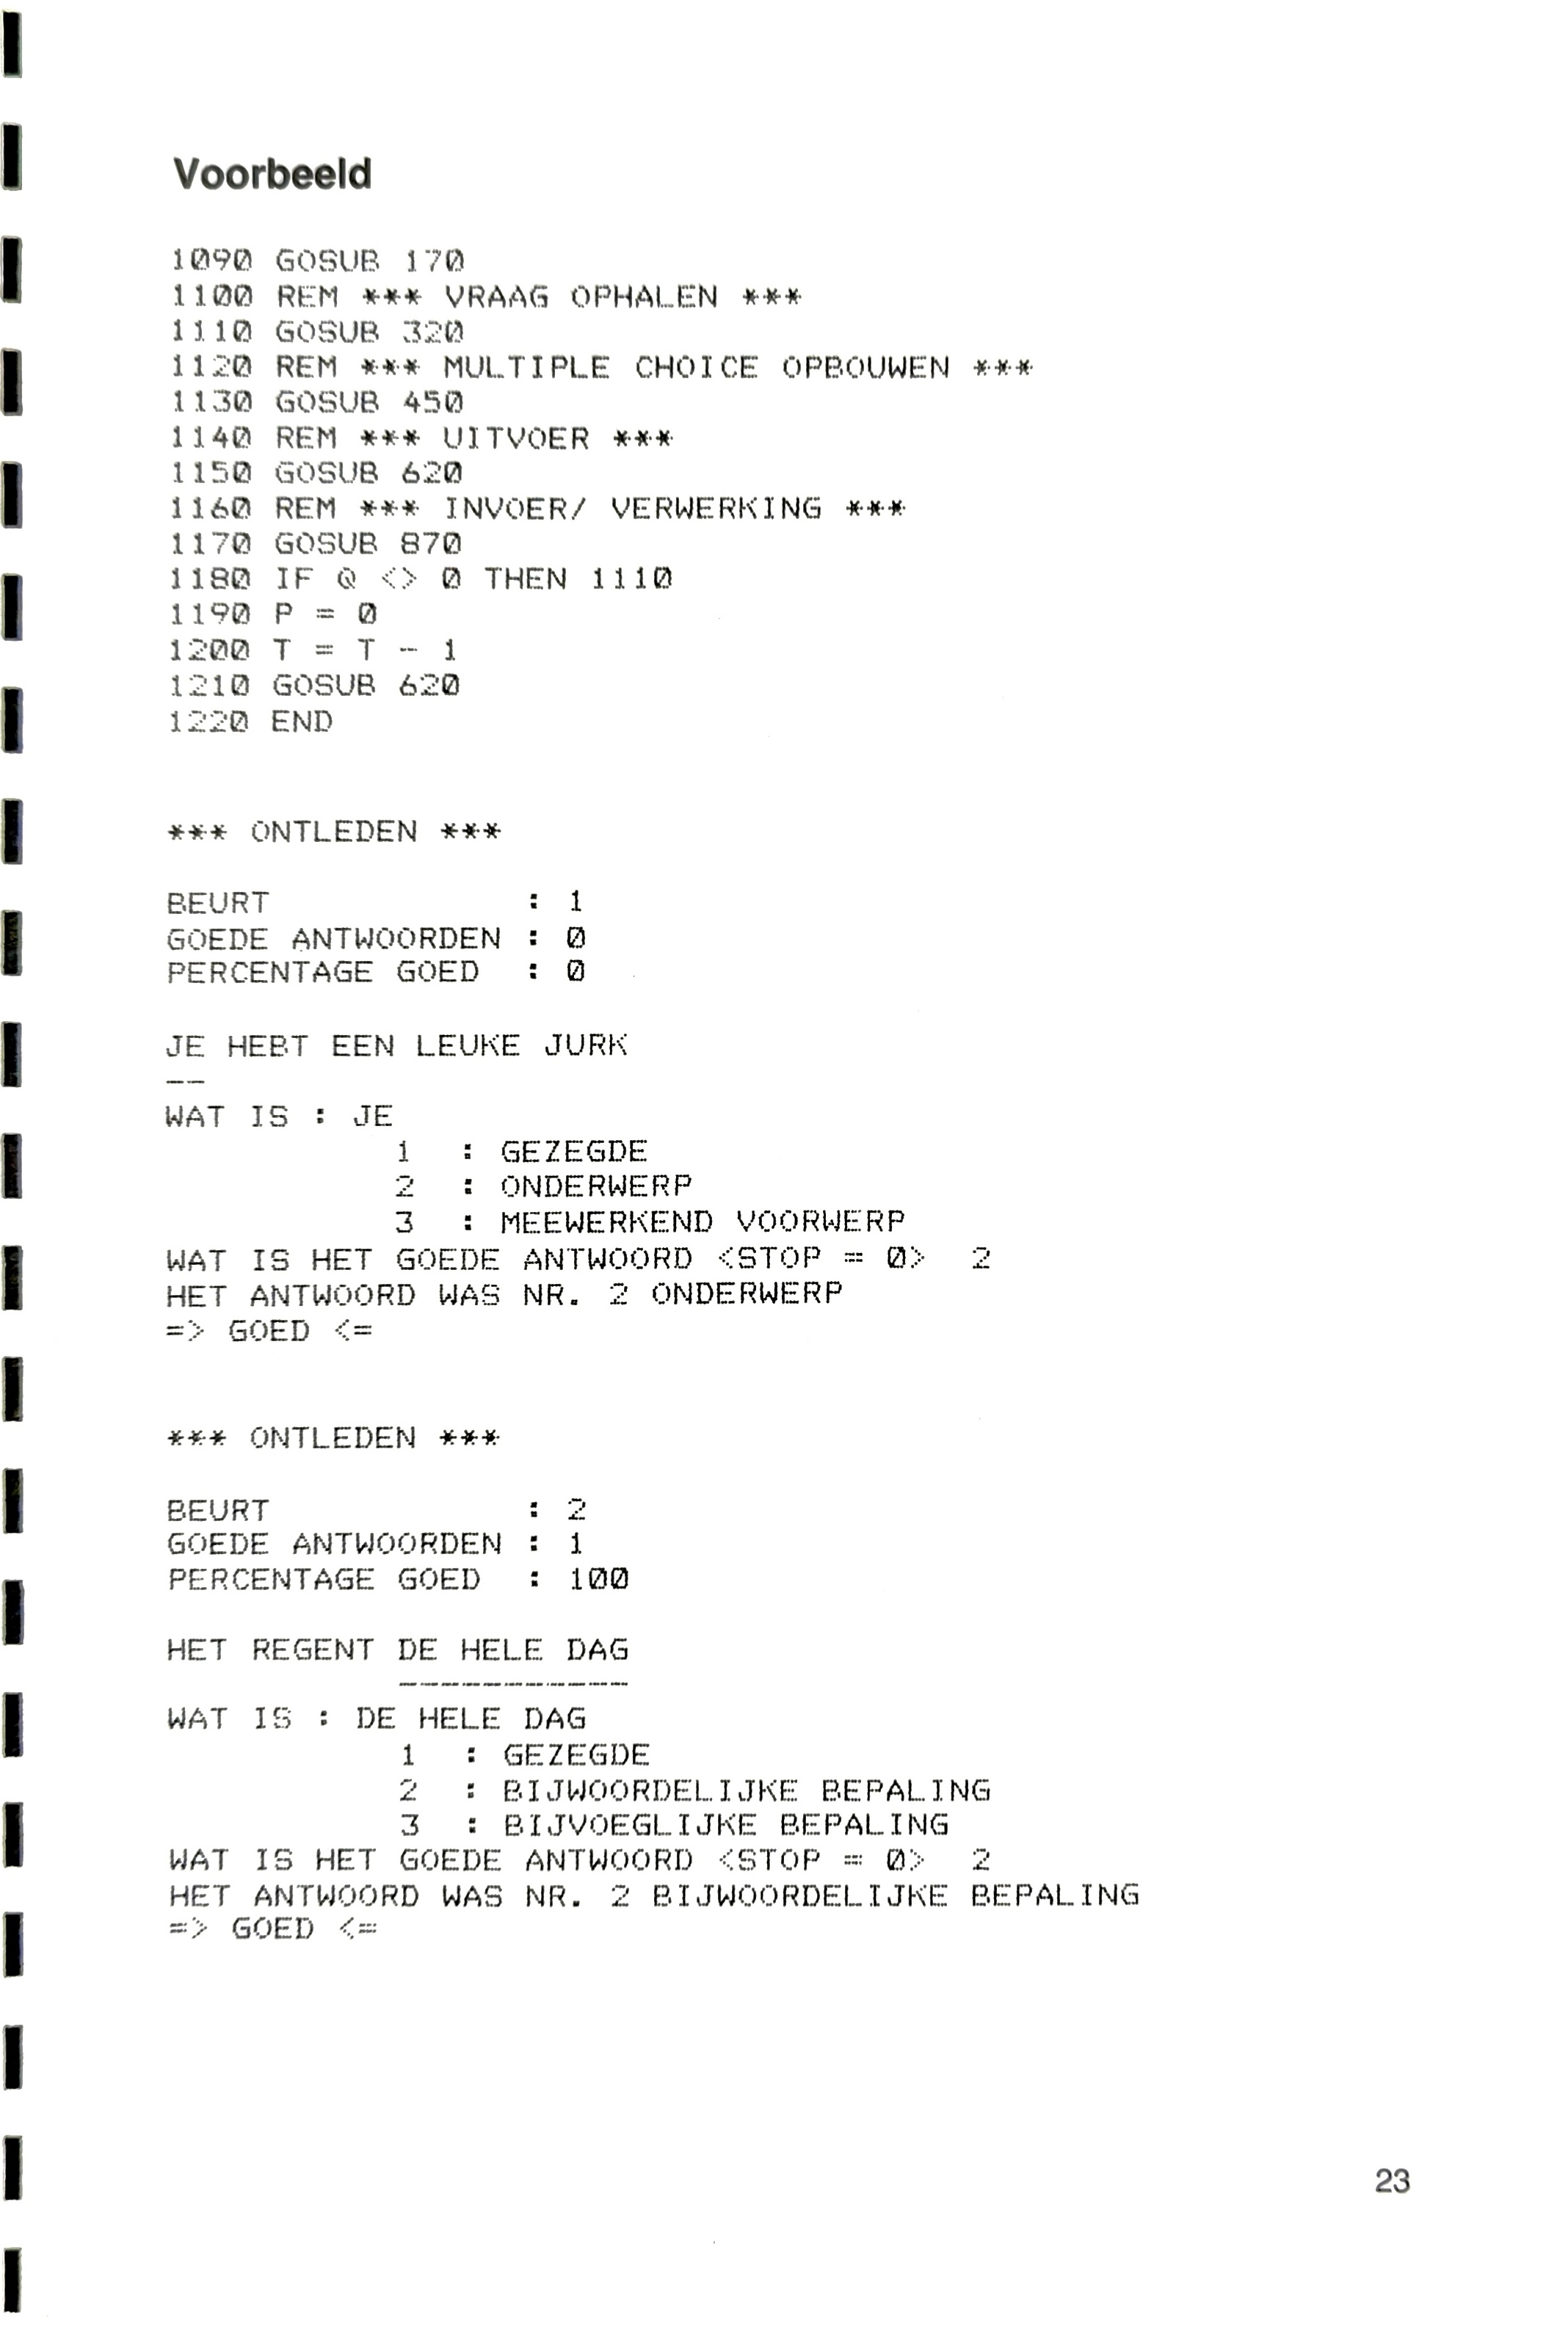 Voorbeeld
1090 GOSUB 170
1100 REM *** VRAAG OPHALEN ***
1110 GOSUB 320
1120 REM *** MULTIPLE CHOICE OPBOUWEN ***
1130 GOSUB 450
1140 REM *** UITVOER ***
1150 GOSUB 620
1160 REM *** INVOER/ VERWERKING ***
1170 GOSUB 870
1180 IF Q <> 0 THEN 1110
1190 P = 0
1200 T = T - 1
1210 GOSUB 620
1220 END
*** ONTLEDEN ***
BEURT : 1
GOEDE ANTWOORDEN : 0
PERCENTAGE GOED : 0
JE HEBT EEN LEUKE JURK
--
WAT IS : JE
1 : GEZEGDE
2 : ONDERWERP
3 : MEEWERKEND VOORWERP
WAT IS HET GOEDE ANTWOORD <STOP = 0> 2
HET ANTWOORD WAS NR. 2 ONDERWERP
=> GOED <=
*** ONTLEDEN ***
BEURT : 2
GOEDE ANTWOORDEN : 1
PERCENTAGE GOED : 100
HET REGENT DE HELE DAG
-----------
WAT IS : DE HELE DAG
1 : GEZEGDE
2 : BIJWOORDELIJKE BEPALING
3 : BIJVOEGLIJKE BEPALING
WAT IS HET GOEDE ANTWOORD <STOP = 0> 2
HET ANTWOORD WAS NR. 2 BIJWOORDELIJKE BEPALING
=> GOED <=
23